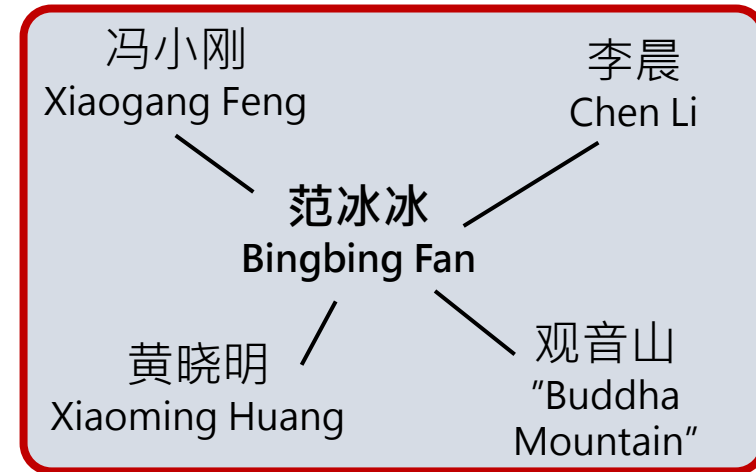 冯小刚
Xiaogang Feng
李晨
Chen Li
范冰冰
Bingbing Fan
黄晓明
Xiaoming Huang
观音山
"Buddha
Mountain"